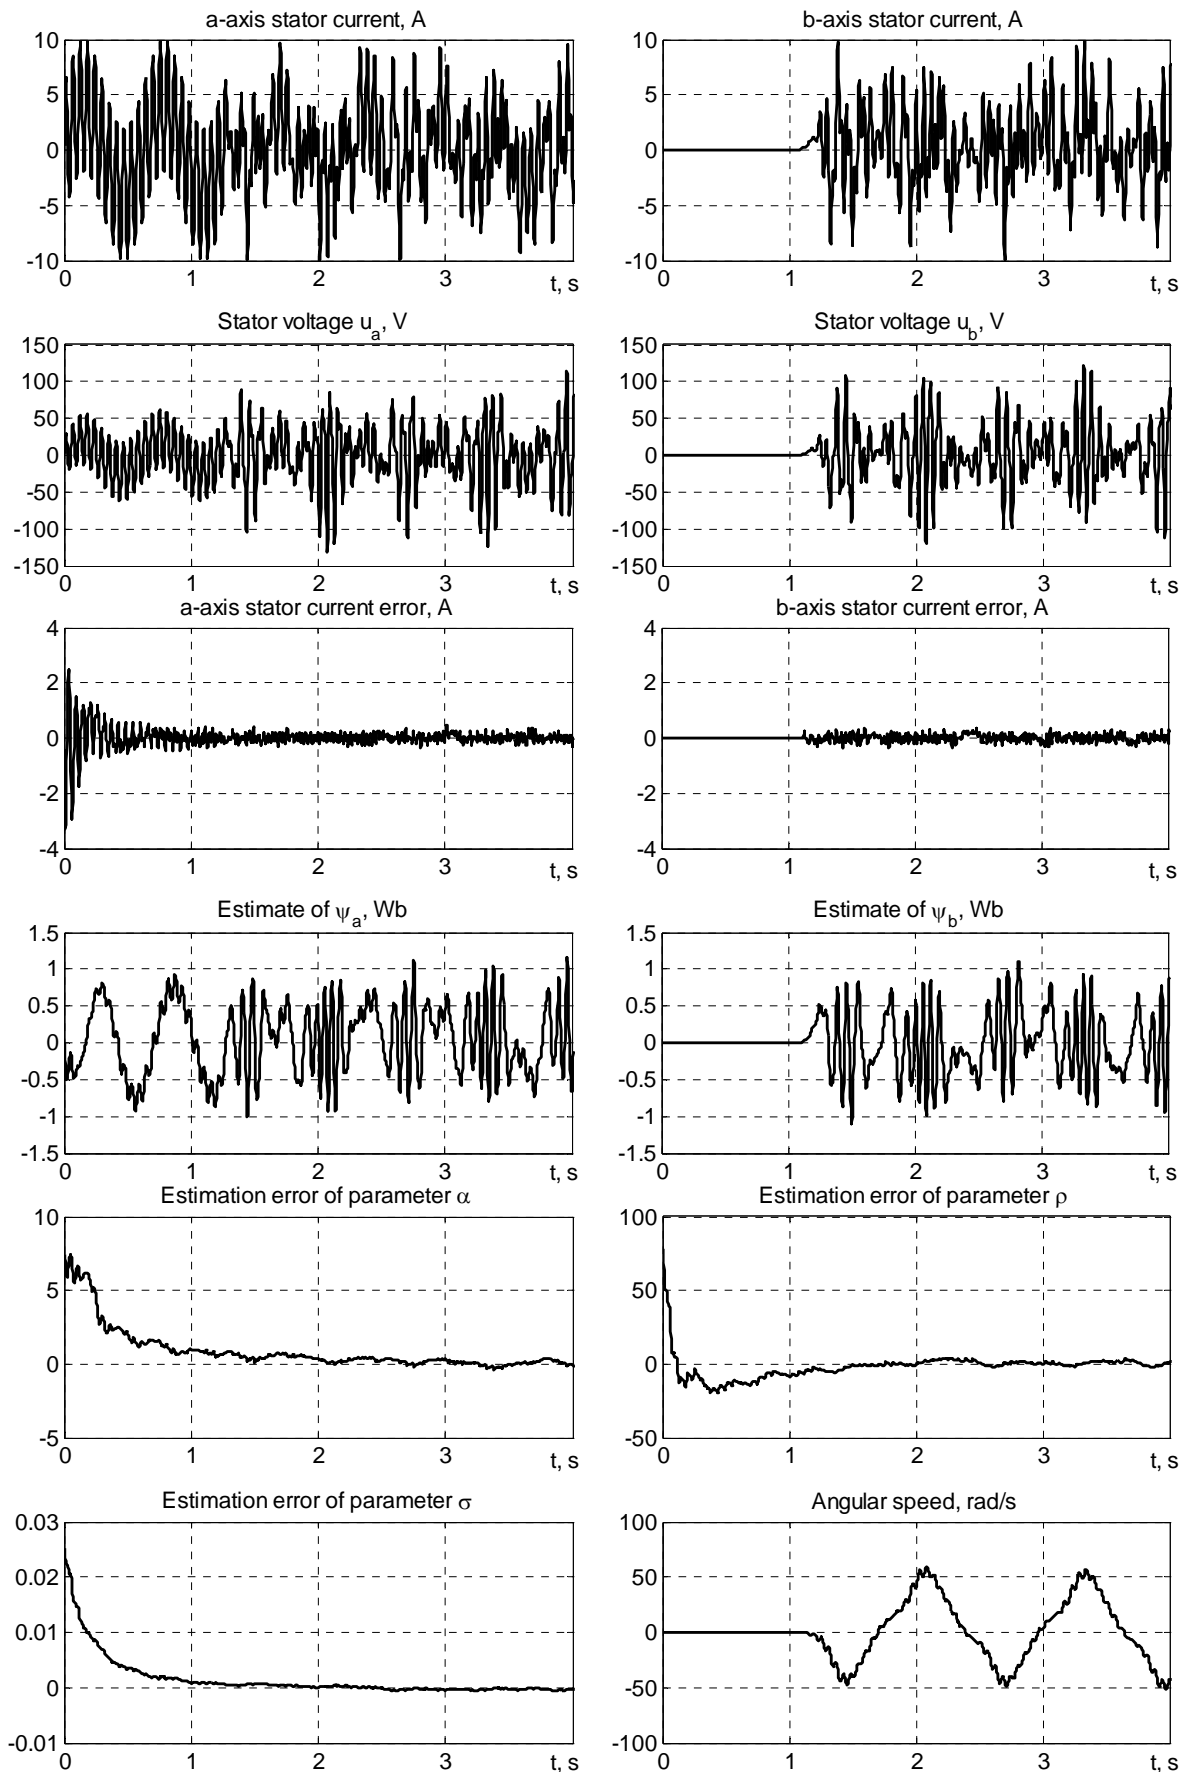 a-axis stator current, A
10
5
0
-5
-10
0 1 2 3 t, s
b-axis stator current, A
10
5
0
-5
-10
0 1 2 3 t, s
Stator voltage u_a, V
150
100
50
0
-50
-100
-150
0 1 2 3 t, s
Stator voltage u_b, V
150
100
50
0
-50
-100
-150
0 1 2 3 t, s
a-axis stator current error, A
4
2
0
-2
-4
0 1 2 3 t, s
b-axis stator current error, A
4
2
0
-2
-4
0 1 2 3 t, s
Estimate of ψ_a, Wb
1.5
1
0.5
0
-0.5
-1
-1.5
0 1 2 3 t, s
Estimate of ψ_b, Wb
1.5
1
0.5
0
-0.5
-1
-1.5
0 1 2 3 t, s
Estimation error of parameter α
10
5
0
-5
0 1 2 3 t, s
Estimation error of parameter ρ
100
50
0
-50
0 1 2 3 t, s
Estimation error of parameter σ
0.03
0.02
0.01
0
-0.01
0 1 2 3 t, s
Angular speed, rad/s
100
50
0
-50
-100
0 1 2 3 t, s